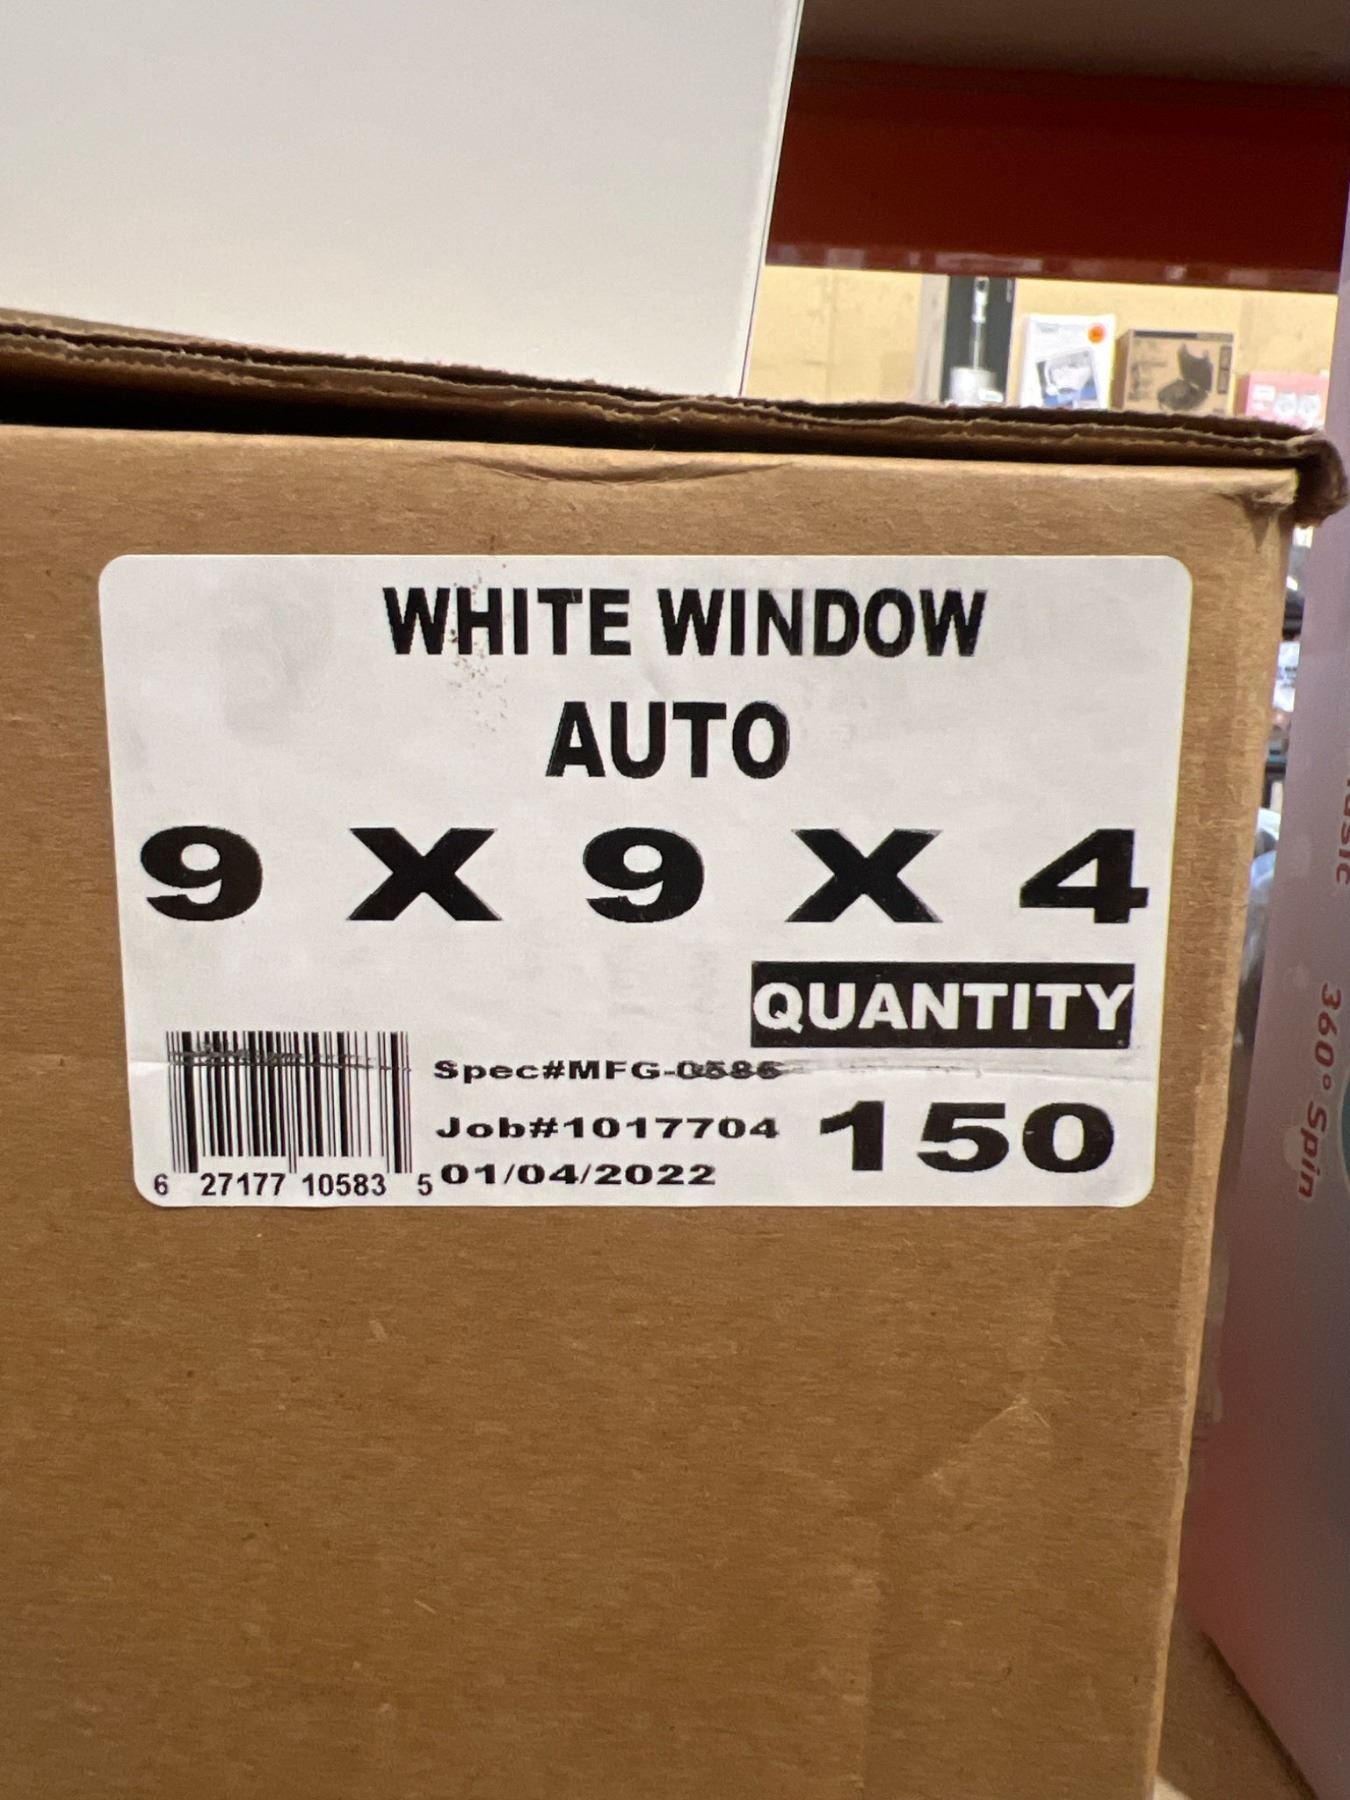 WHITE WINDOW
AUTO
9 X 9 X 4
QUANTITY
Spec#MFG-0586
Job#1017704
150
01/04/2022
6 27177 10583 5
360° Spin